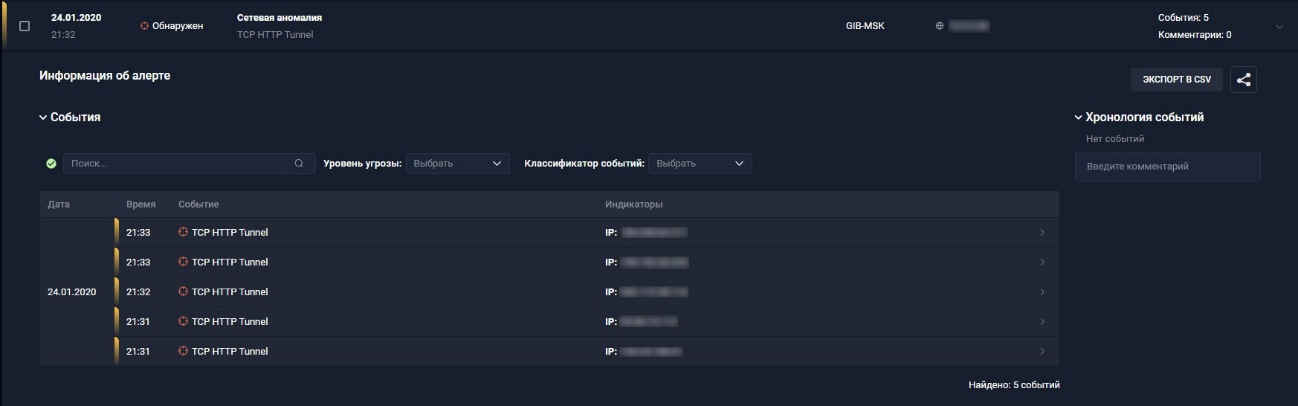 24.01.2020 Обнаружен Сетевая аномалия GIB-MSK События: 5
21:32 TCP HTTP Tunnel Комментарии: 0
Информация об алерте ЭКСПОРТ В CSV
События Хронология событий
Нет событий
Поиск... Уровень угрозы: Выбрать Классификатор событий: Выбрать Введите комментарий
Дата Время Событие Индикаторы
21:33 TCP HTTP Tunnel IP:
21:33 TCP HTTP Tunnel IP:
24.01.2020 21:32 TCP HTTP Tunnel IP:
21:31 TCP HTTP Tunnel IP:
21:31 TCP HTTP Tunnel IP:
Найдено: 5 событий